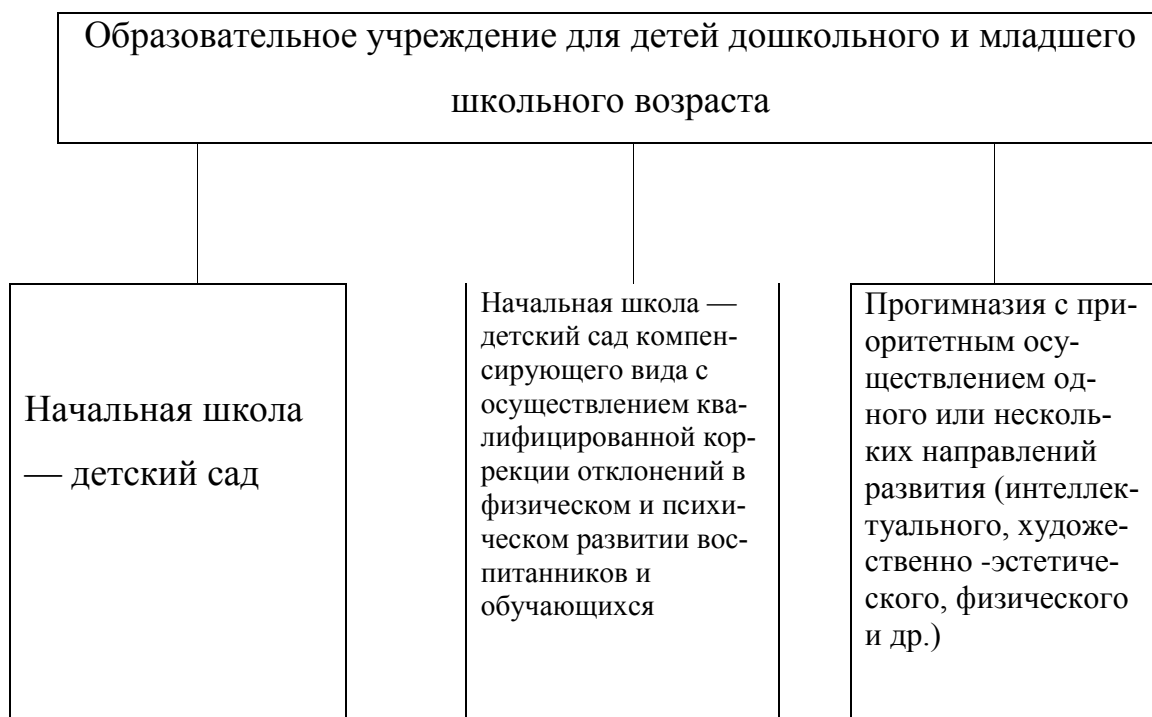 Образовательное учреждение для детей дошкольного и младшего
школьного возраста
Начальная школа
— детский сад
Начальная школа —
детский сад компен-
сирующего вида с
осуществлением ква-
лифицированной кор-
рекции отклонений в
физическом и психи-
ческом развитии вос-
питанников и
обучающихся
Прогимназия с при-
оритетным осу-
ществлением од-
ного или несколь-
ких направлений
развития (интеллек-
туального, художе-
ственно -эстетиче-
ского, физического
и др.)